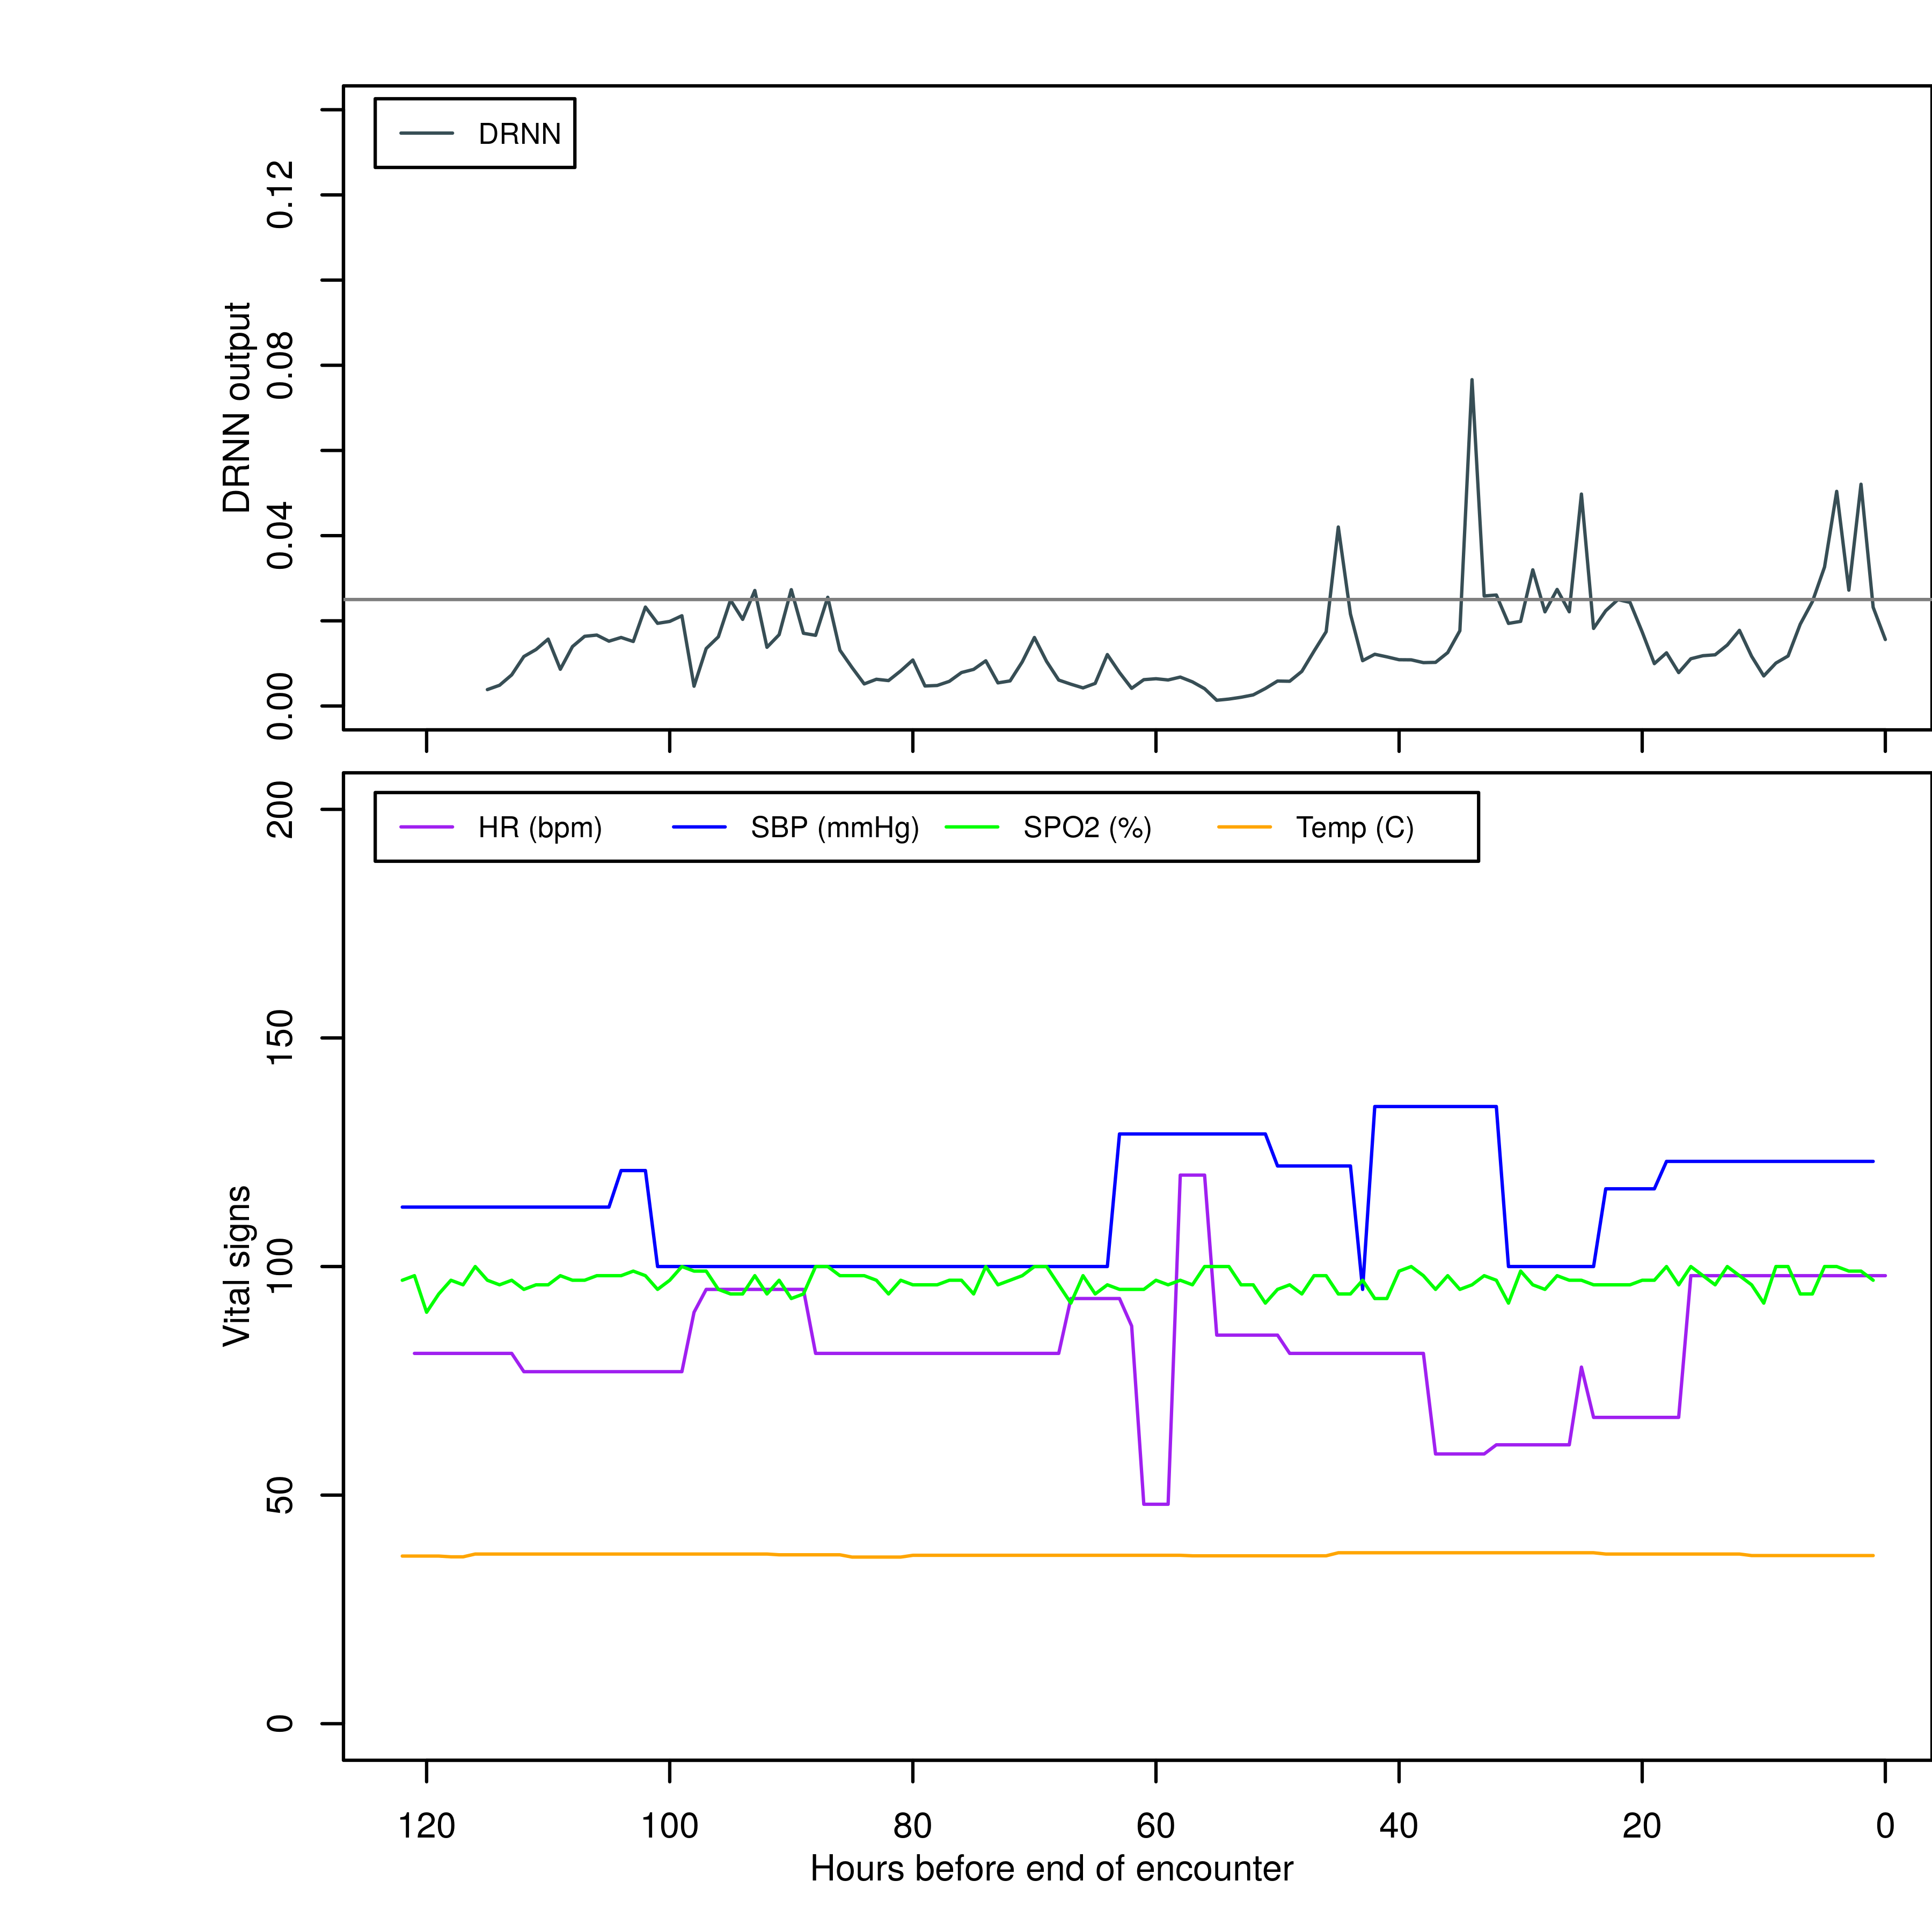 DRNN
0.12
0.08
0.04
0.00
DRNN output
HR (bpm) SBP (mmHg) SPO2 (%) Temp (C)
200
150
100
50
0
Vital signs
120 100 80 60 40 20 0
Hours before end of encounter